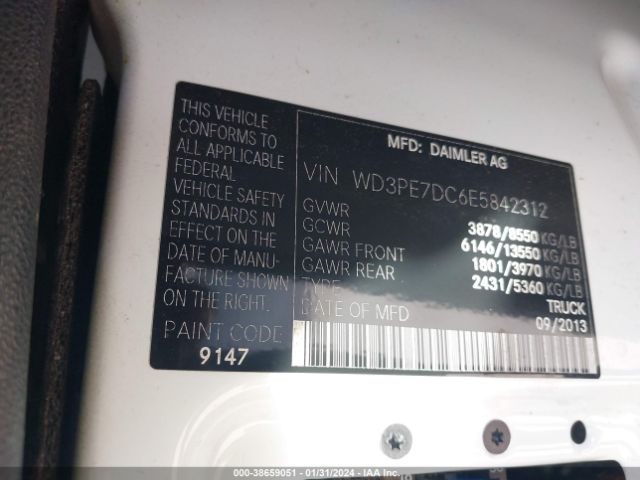 THIS VEHICLE
CONFORMS TO
ALL APPLICABLE
FEDERAL
VEHICLE SAFETY
STANDARDS IN
EFFECT ON THE
DATE OF MANU-
FACTURE SHOWN
ON THE RIGHT.
PAINT CODE
9147
MFD: DAIMLER AG
VIN WD3PE7DC6E5842312
GVWR 3878/8550 KG/LB
GCWR 6146/13550 KG/LB
GAWR FRONT 1801/3970 KG/LB
GAWR REAR 2431/5360 KG/LB
TYPE TRUCK
DATE OF MFD 09/2013
000-38659051 - 01/31/2024 - IAA Inc.